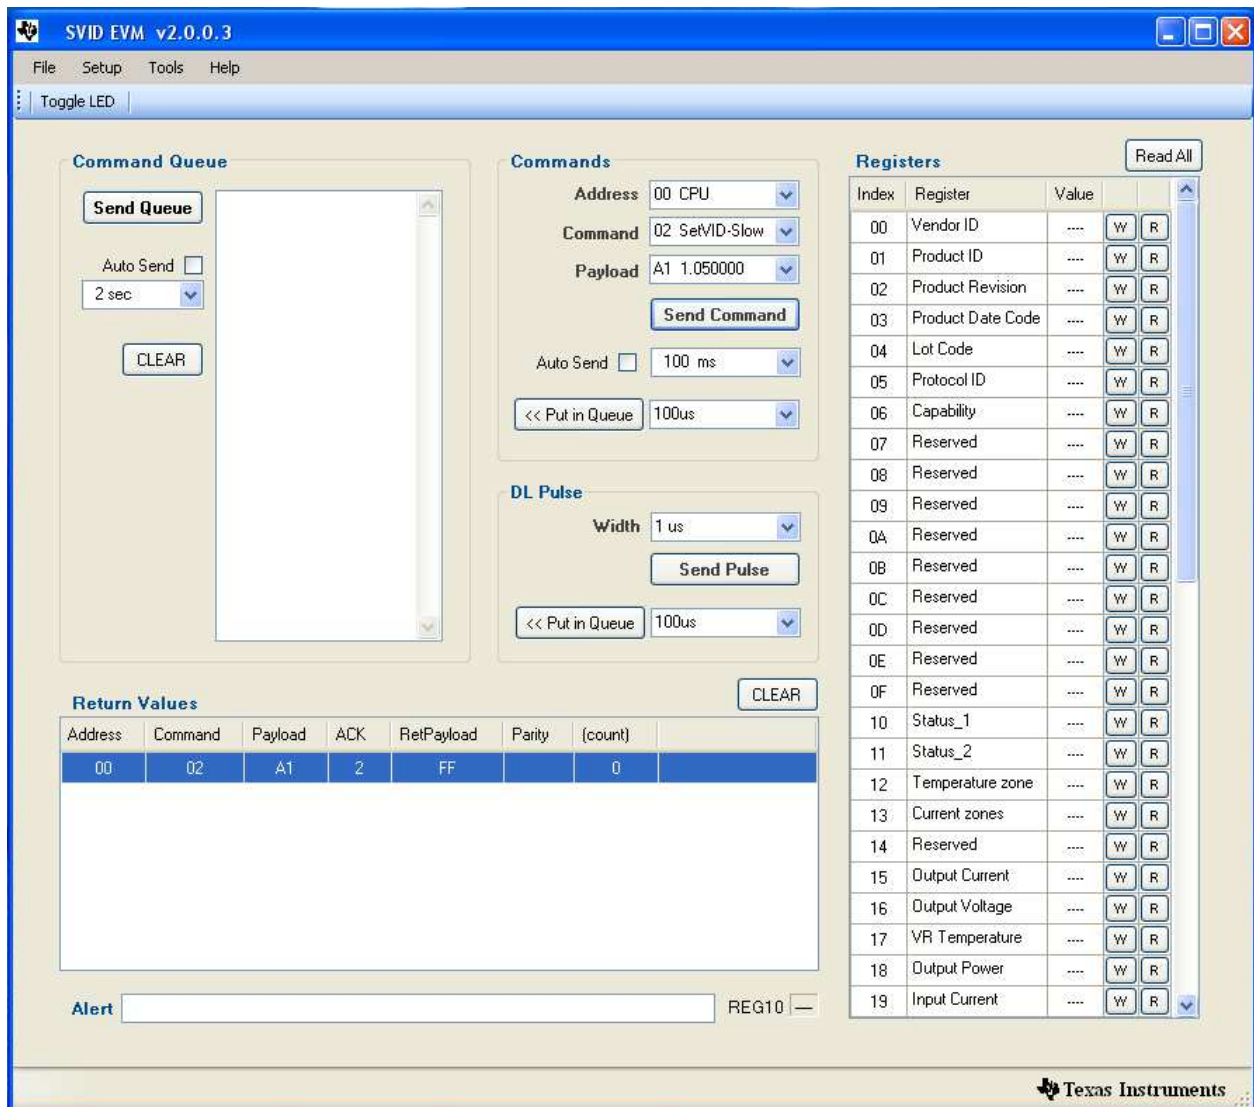 SVID EVM v2.0.0.3
File Setup Tools Help
Toggle LED
Command Queue
Send Queue
Auto Send
2 sec
CLEAR
Commands
Address 00 CPU
Command 02 SetVID-Slow
Payload A1 1.050000
Send Command
Auto Send 100 ms
<< Put in Queue 100us
DL Pulse
Width 1 us
Send Pulse
<< Put in Queue 100us
Return Values
CLEAR
Address Command Payload ACK RetPayload Parity (count)
00 02 A1 2 FF 0
Alert
REG10 —
Registers
Read All
Index Register Value
00 Vendor ID ---- W R
01 Product ID ---- W R
02 Product Revision ---- W R
03 Product Date Code ---- W R
04 Lot Code ---- W R
05 Protocol ID ---- W R
06 Capability ---- W R
07 Reserved ---- W R
08 Reserved ---- W R
09 Reserved ---- W R
0A Reserved ---- W R
0B Reserved ---- W R
0C Reserved ---- W R
0D Reserved ---- W R
0E Reserved ---- W R
0F Reserved ---- W R
10 Status_1 ---- W R
11 Status_2 ---- W R
12 Temperature zone ---- W R
13 Current zones ---- W R
14 Reserved ---- W R
15 Output Current ---- W R
16 Output Voltage ---- W R
17 VR Temperature ---- W R
18 Output Power ---- W R
19 Input Current ---- W R
Texas Instruments